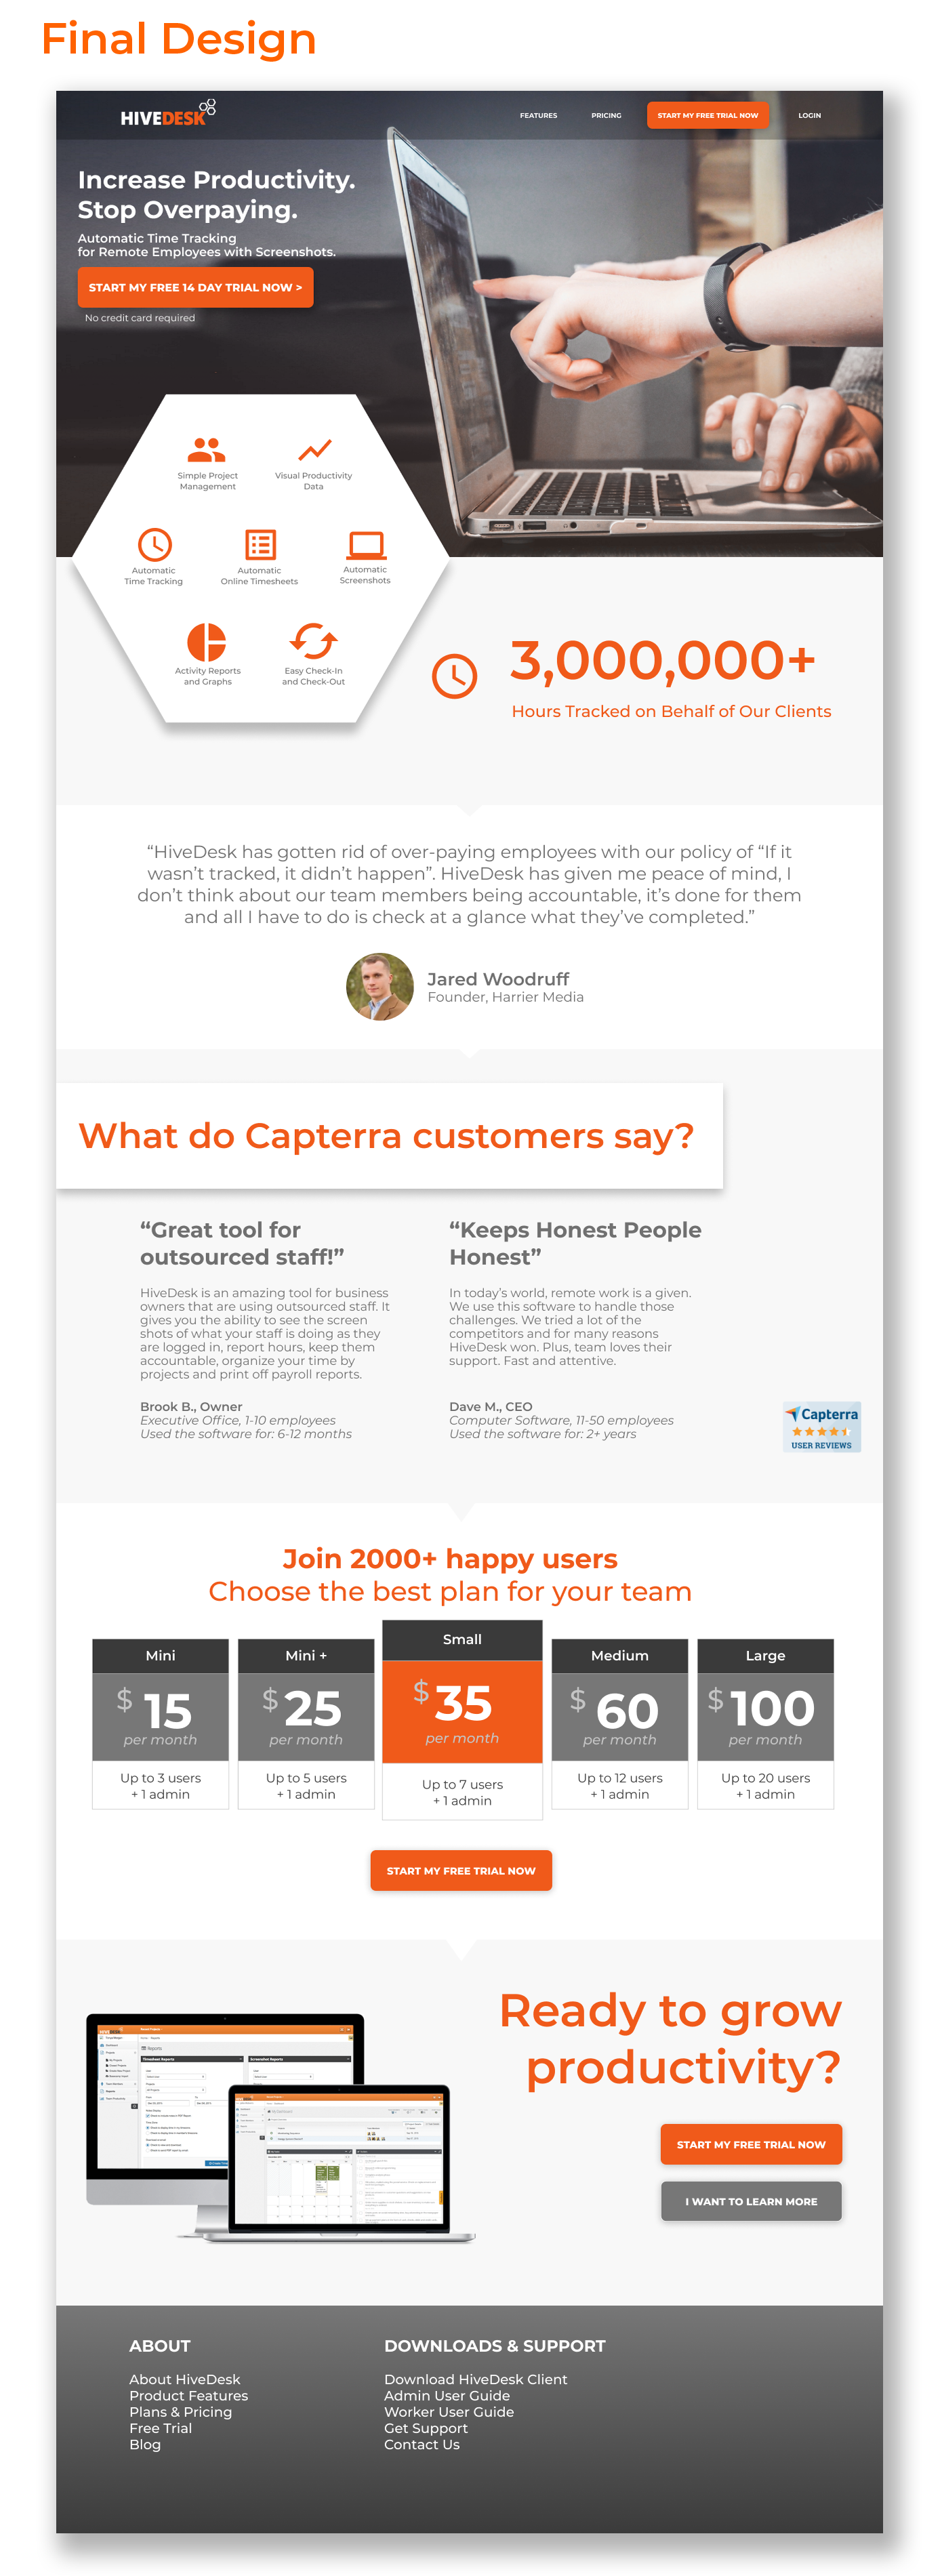 Final Design
HIVEDESK
FEATURES
PRICING
START MY FREE TRIAL NOW
LOGIN
Increase Productivity.
Stop Overpaying.
Automatic Time Tracking
for Remote Employees with Screenshots.
START MY FREE 14 DAY TRIAL NOW >
No credit card required
Simple Project
Management
Visual Productivity
Data
Automatic
Time Tracking
Automatic
Online Timesheets
Automatic
Screenshots
Activity Reports
and Graphs
Easy Check-In
and Check-Out
3,000,000+
Hours Tracked on Behalf of Our Clients
“HiveDesk has gotten rid of over-paying employees with our policy of “If it
wasn’t tracked, it didn’t happen”. HiveDesk has given me peace of mind, I
don’t think about our team members being accountable, it’s done for them
and all I have to do is check at a glance what they’ve completed.”
Jared Woodruff
Founder, Harrier Media
What do Capterra customers say?
“Great tool for
outsourced staff!”
HiveDesk is an amazing tool for business
owners that are using outsourced staff. It
gives you the ability to see the screen
shots of what your staff is doing as they
are logged in, report hours, keep them
accountable, organize your time by
projects and print off payroll reports.
Brook B., Owner
Executive Office, 1-10 employees
Used the software for: 6-12 months
“Keeps Honest People
Honest”
In today’s world, remote work is a given.
We use this software to handle those
challenges. We tried a lot of the
competitors and for many reasons
HiveDesk won. Plus, team loves their
support. Fast and attentive.
Dave M., CEO
Computer Software, 11-50 employees
Used the software for: 2+ years
Capterra
USER REVIEWS
Join 2000+ happy users
Choose the best plan for your team
Mini
$ 15
per month
Up to 3 users
+ 1 admin
Mini +
$ 25
per month
Up to 5 users
+ 1 admin
Small
$ 35
per month
Up to 7 users
+ 1 admin
Medium
$ 60
per month
Up to 12 users
+ 1 admin
Large
$ 100
per month
Up to 20 users
+ 1 admin
START MY FREE TRIAL NOW
Ready to grow
productivity?
START MY FREE TRIAL NOW
I WANT TO LEARN MORE
Reports
Timesheet Reports
Screenshot Reports
ABOUT
About HiveDesk
Product Features
Plans & Pricing
Free Trial
Blog
DOWNLOADS & SUPPORT
Download HiveDesk Client
Admin User Guide
Worker User Guide
Get Support
Contact Us